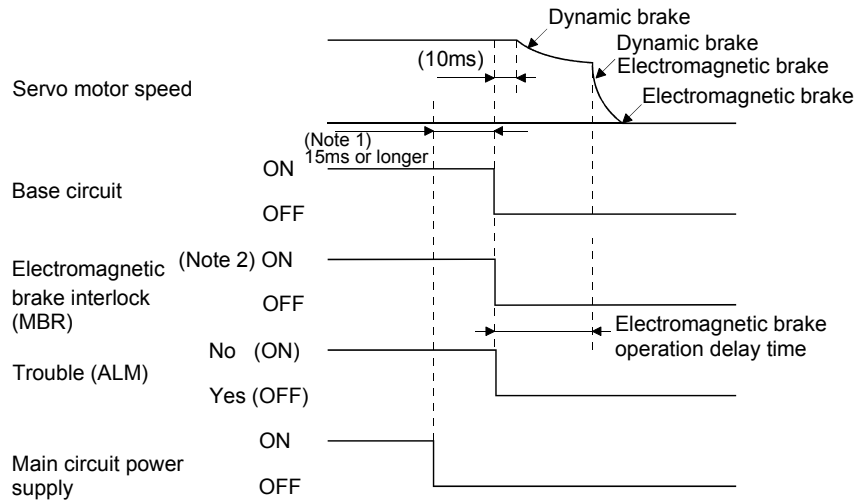 Dynamic brake
Dynamic brake
Electromagnetic brake
Electromagnetic brake
(10ms)
Servo motor speed
(Note 1)
15ms or longer
ON
Base circuit
OFF
(Note 2) ON
Electromagnetic
brake interlock
(MBR)
OFF
Electromagnetic brake
operation delay time
No (ON)
Trouble (ALM)
Yes (OFF)
ON
Main circuit power
supply
OFF